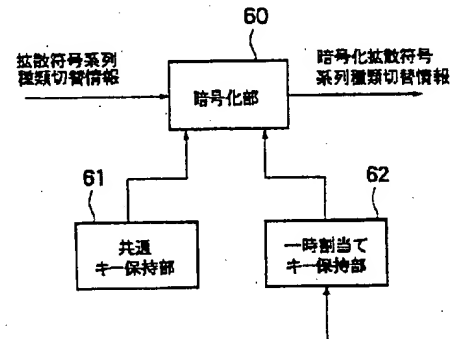 60
拡散符号系列
種類切替情報
暗号化部
暗号化拡散符号
系列種類切替情報
61
共通
キー保持部
62
一時割当て
キー保持部